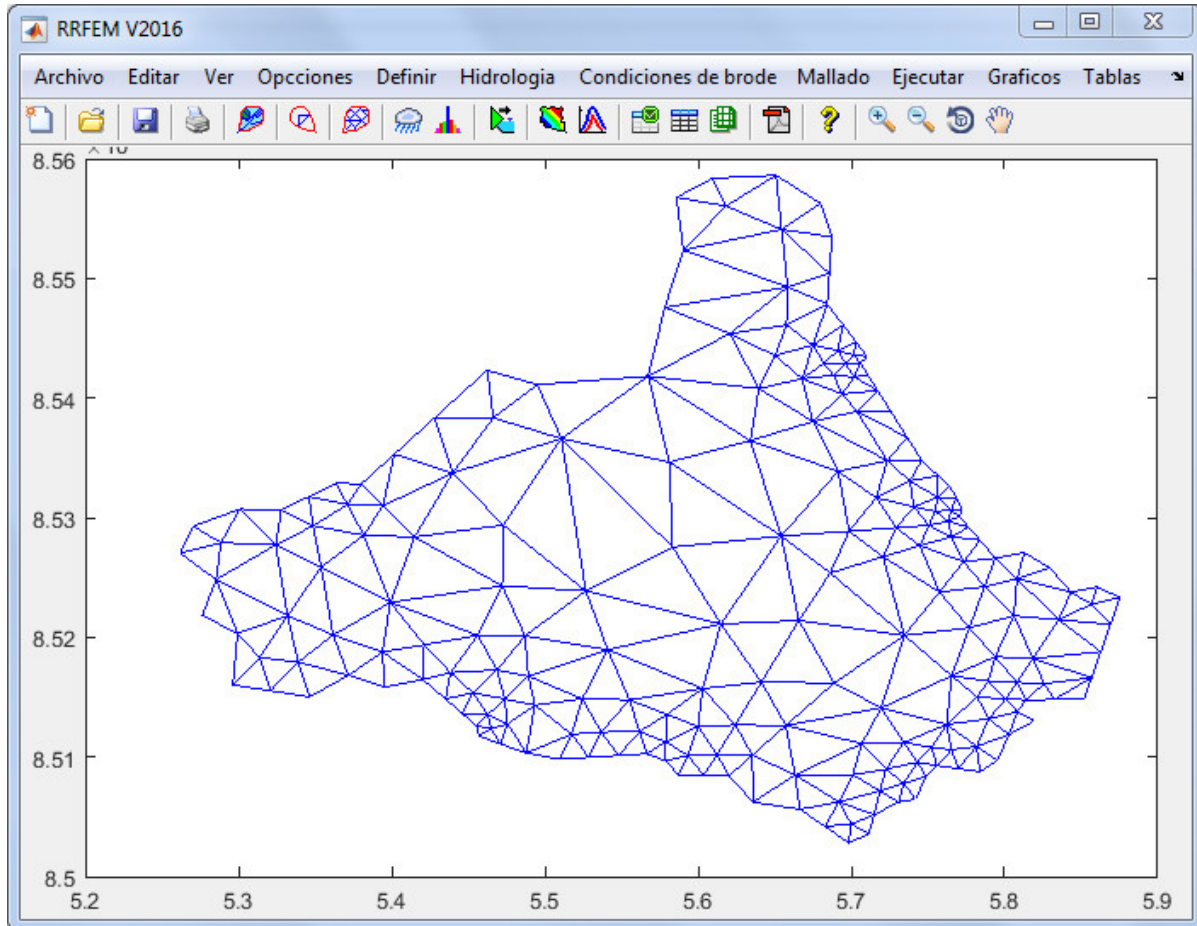 RRFEM V2016
Archivo Editar Ver Opcciones Definir Hidrologia Condiciones de brode Mallado Ejecutar Graficos Tablas
8.56
8.55
8.54
8.53
8.52
8.51
8.5
5.2 5.3 5.4 5.5 5.6 5.7 5.8 5.9